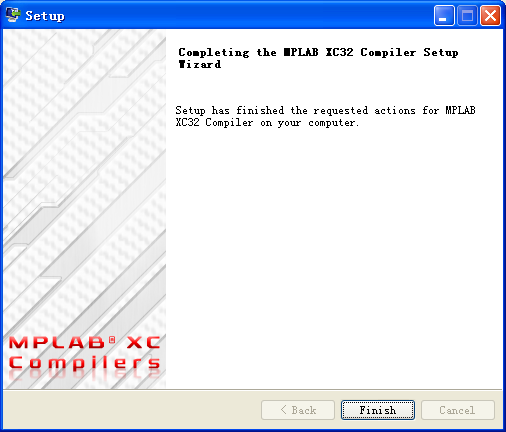 Setup
Completing the MPLAB XC32 Compiler Setup
Wizard
Setup has finished the requested actions for MPLAB
XC32 Compiler on your computer.
MPLAB® XC
Compilers
< Back
Finish
Cancel